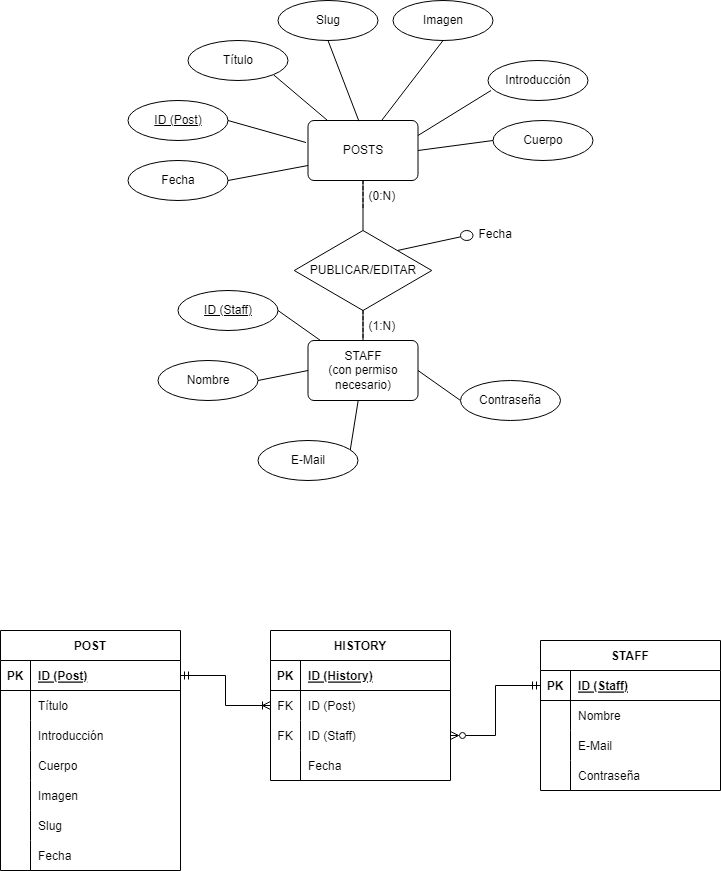 Slug
Imagen
Título
Introducción
ID (Post)
Cuerpo
POSTS
Fecha
(0:N)
Fecha
PUBLICAR/EDITAR
ID (Staff)
(1:N)
STAFF
(con permiso
necesario)
Nombre
Contraseña
E-Mail
POST
PK ID (Post)
Título
Introducción
Cuerpo
Imagen
Slug
Fecha
HISTORY
PK ID (History)
FK ID (Post)
FK ID (Staff)
Fecha
STAFF
PK ID (Staff)
Nombre
E-Mail
Contraseña